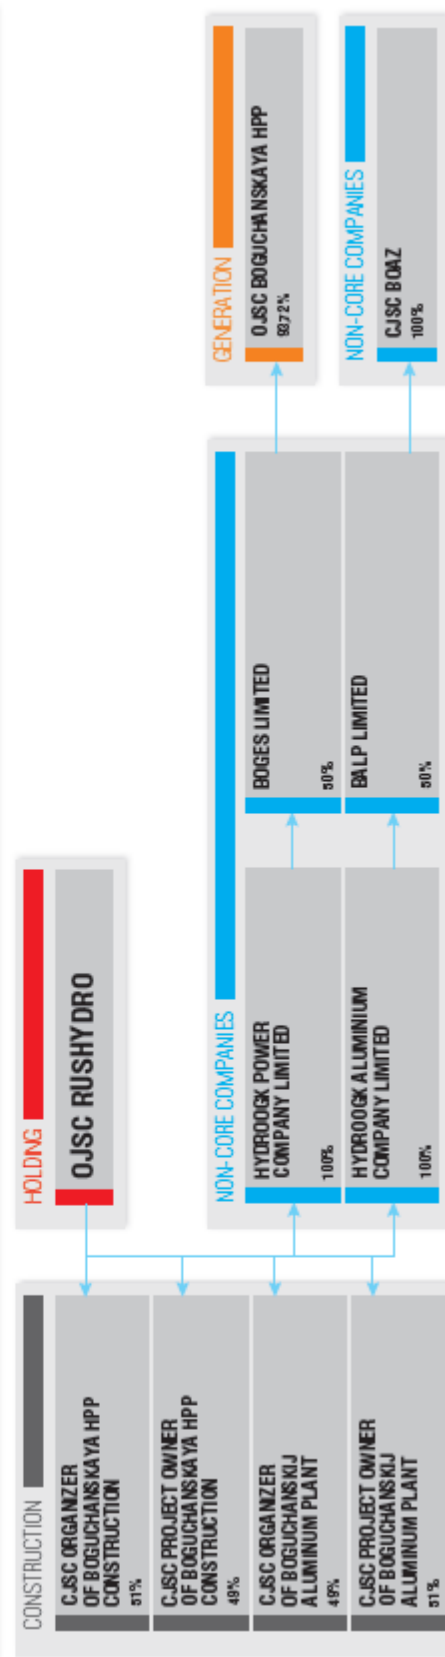 CONSTRUCTION
CJSC ORGANIZER
OF BOGUCHANSKAYA HPP
CONSTRUCTION
51%
CJSC PROJECT OWNER
OF BOGUCHANSKAYA HPP
CONSTRUCTION
49%
CJSC ORGANIZER
OF BOGUCHANSKIJ
ALUMINUM PLANT
49%
CJSC PROJECT OWNER
OF BOGUCHANSKIJ
ALUMINUM PLANT
51%
HOLDING
OJSC RUSHYDRO
NON-CORE COMPANIES
HYDROOGK POWER
COMPANY LIMITED
100%
HYDROOGK ALUMINIUM
COMPANY LIMITED
100%
BOGES LIMITED
50%
BALP LIMITED
50%
GENERATION
OJSC BOGUCHANSKAYA HPP
9372%
NON-CORE COMPANIES
CJSC BOAZ
100%